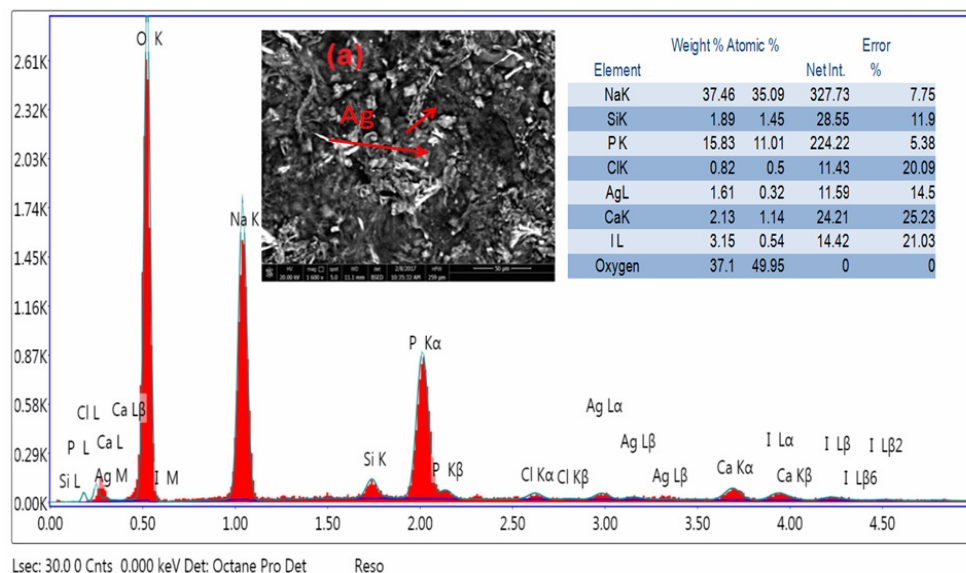 Weight % Atomic % Error
Element Net Int. %
NaK 37.46 35.09 327.73 7.75
SiK 1.89 1.45 28.55 11.9
PK 15.83 11.01 224.22 5.38
ClK 0.82 0.5 11.43 20.09
AgL 1.61 0.32 11.59 14.5
CaK 2.13 1.14 24.21 25.23
IL 3.15 0.54 14.42 21.03
Oxygen 37.1 49.95 0 0
(a)
Ag
50 µm
2.61K
2.32K
2.03K
1.74K
1.45K
1.16K
0.87K
0.58K
0.29K
0.00K
O K
Na K
P Kα
Cl L Ca Lβ
P L Ca L
Si L Ag M I M
Si K
P Kβ
Ag Lα
Ag Lβ
Cl Kα Cl Kβ Ag Lβ
Ca Kα
I Lα I Lβ I Lβ2
Ca Kβ I Lβ6
0.00 0.50 1.00 1.50 2.00 2.50 3.00 3.50 4.00 4.50
Lsec: 30.0 0 Cnts 0.000 keV Det: Octane Pro Det Reso